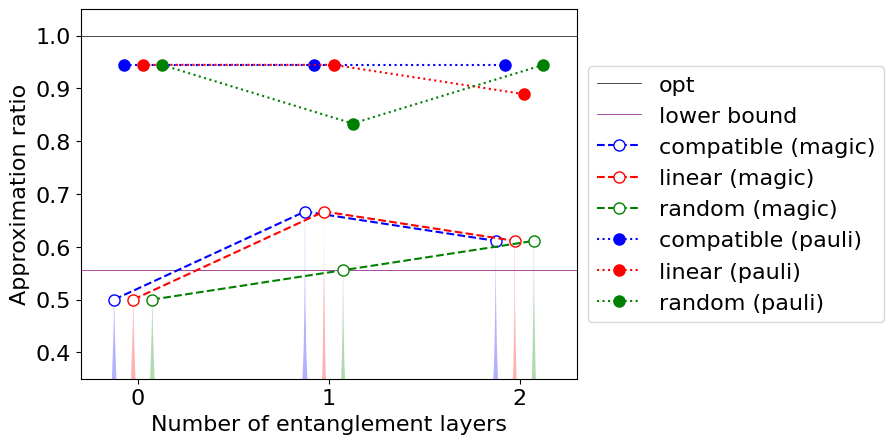 1.0
0.9
0.8
0.7
0.6
0.5
0.4
Approximation ratio
0
1
2
Number of entanglement layers
opt
lower bound
compatible (magic)
linear (magic)
random (magic)
compatible (pauli)
linear (pauli)
random (pauli)